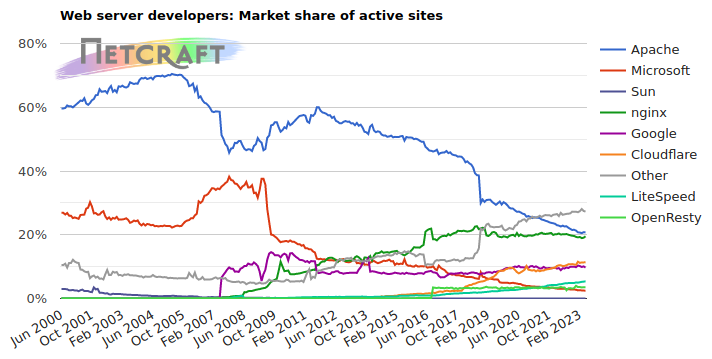 Web server developers: Market share of active sites
NETCRAFT
80%
60%
40%
20%
0%
Jun 2000
Oct 2001
Feb 2003
Jun 2004
Oct 2005
Feb 2007
Jun 2008
Oct 2009
Feb 2011
Jun 2012
Oct 2013
Feb 2015
Jun 2016
Oct 2017
Feb 2019
Jun 2020
Oct 2021
Feb 2023
Apache
Microsoft
Sun
nginx
Google
Cloudflare
Other
LiteSpeed
OpenResty